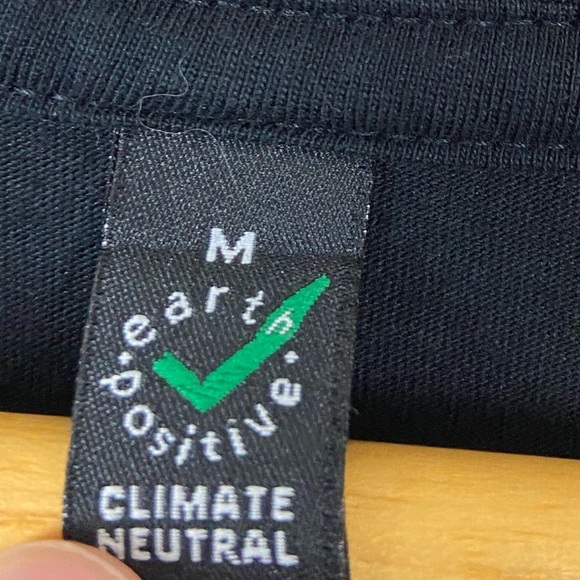 M
earth
positive
CLIMATE
NEUTRAL